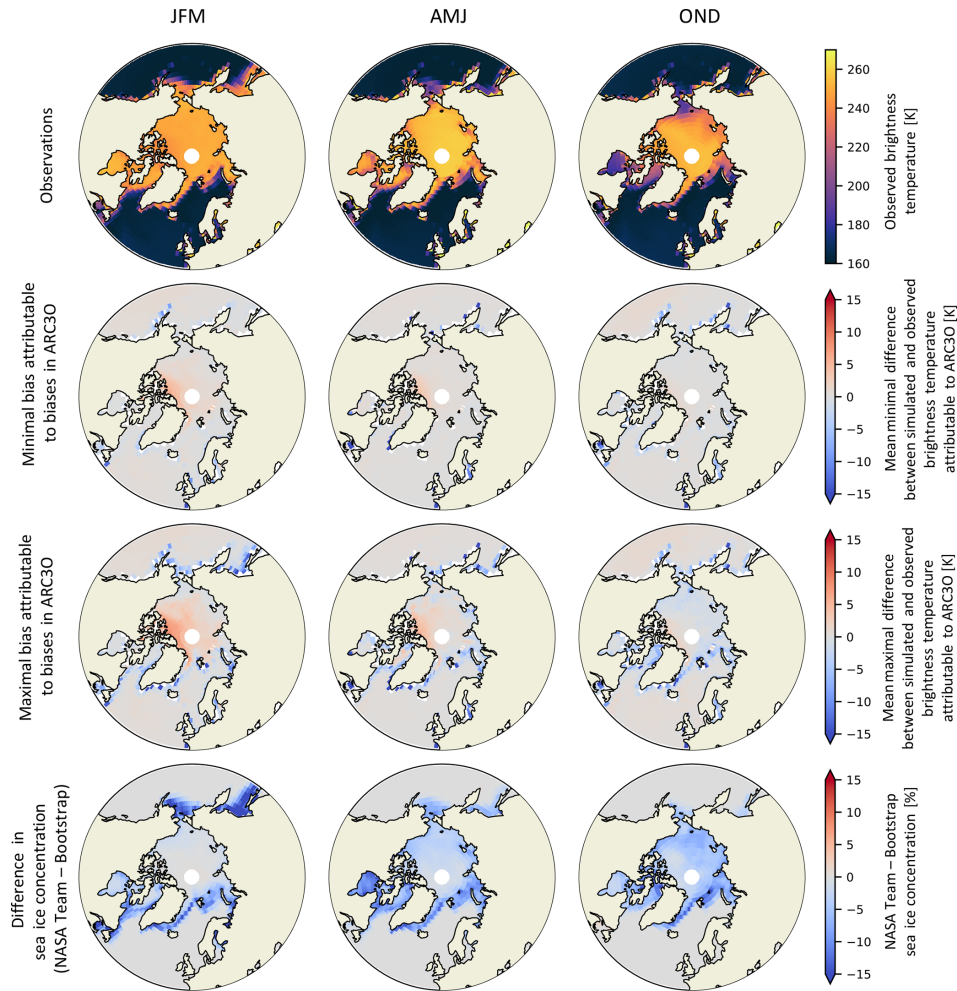 JFM
AMJ
OND
Observations
260
240
220
200
180
160
Observed brightness
temperature [K]
Minimal bias attributable
to biases in ARC3O
15
10
5
0
−5
−10
−15
Mean minimal difference
between simulated and observed
brightness temperature
attributable to ARC3O [K]
Maximal bias attributable
to biases in ARC3O
15
10
5
0
−5
−10
−15
Mean maximal difference
between simulated and observed
brightness temperature
attributable to ARC3O [K]
Difference in
sea ice concentration
(NASA Team – Bootstrap)
15
10
5
0
−5
−10
−15
NASA Team – Bootstrap
sea ice concentration [%]